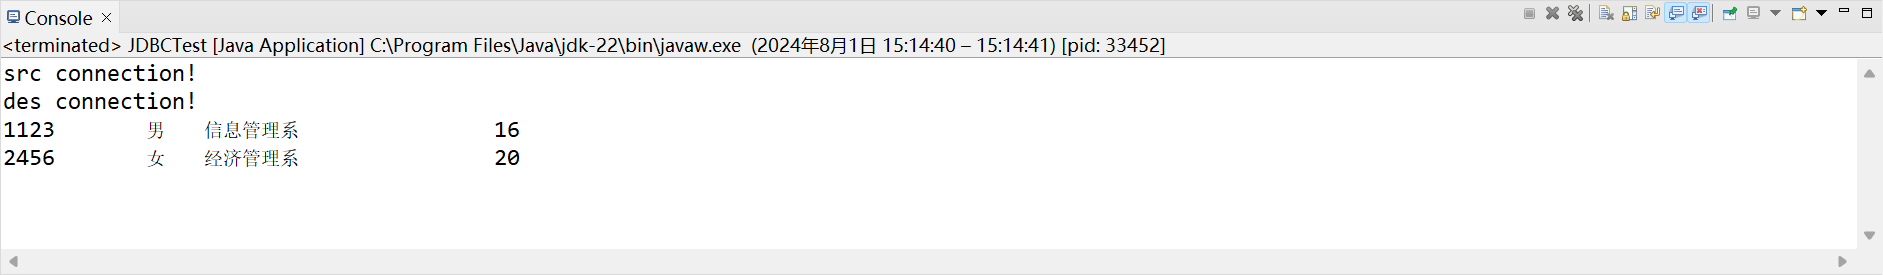 Console
<terminated> JDBCTest [Java Application] C:\Program Files\Java\jdk-22\bin\javaw.exe (2024年8月1日 15:14:40 – 15:14:41) [pid: 33452]
src connection!
des connection!
1123 男 信息管理系 16
2456 女 经济管理系 20